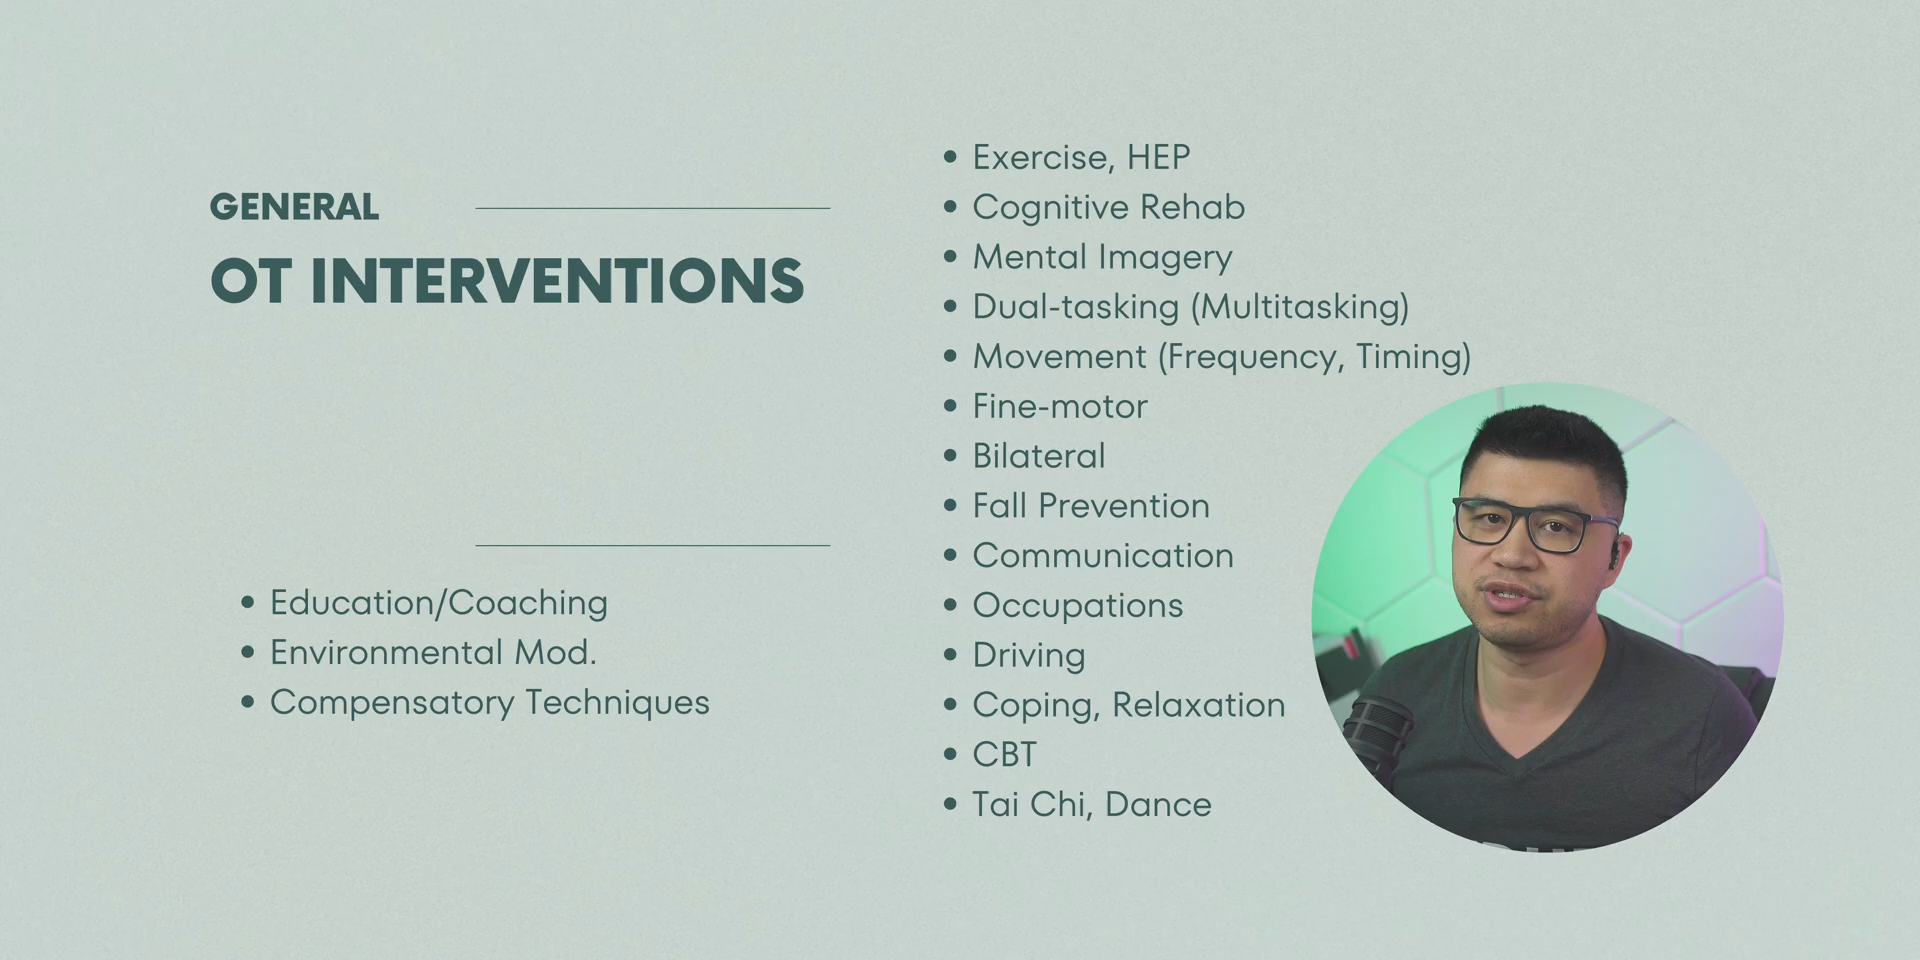 GENERAL
OT INTERVENTIONS
• Education/Coaching
• Environmental Mod.
• Compensatory Techniques
• Exercise, HEP
• Cognitive Rehab
• Mental Imagery
• Dual-tasking (Multitasking)
• Movement (Frequency, Timing)
• Fine-motor
• Bilateral
• Fall Prevention
• Communication
• Occupations
• Driving
• Coping, Relaxation
• CBT
• Tai Chi, Dance